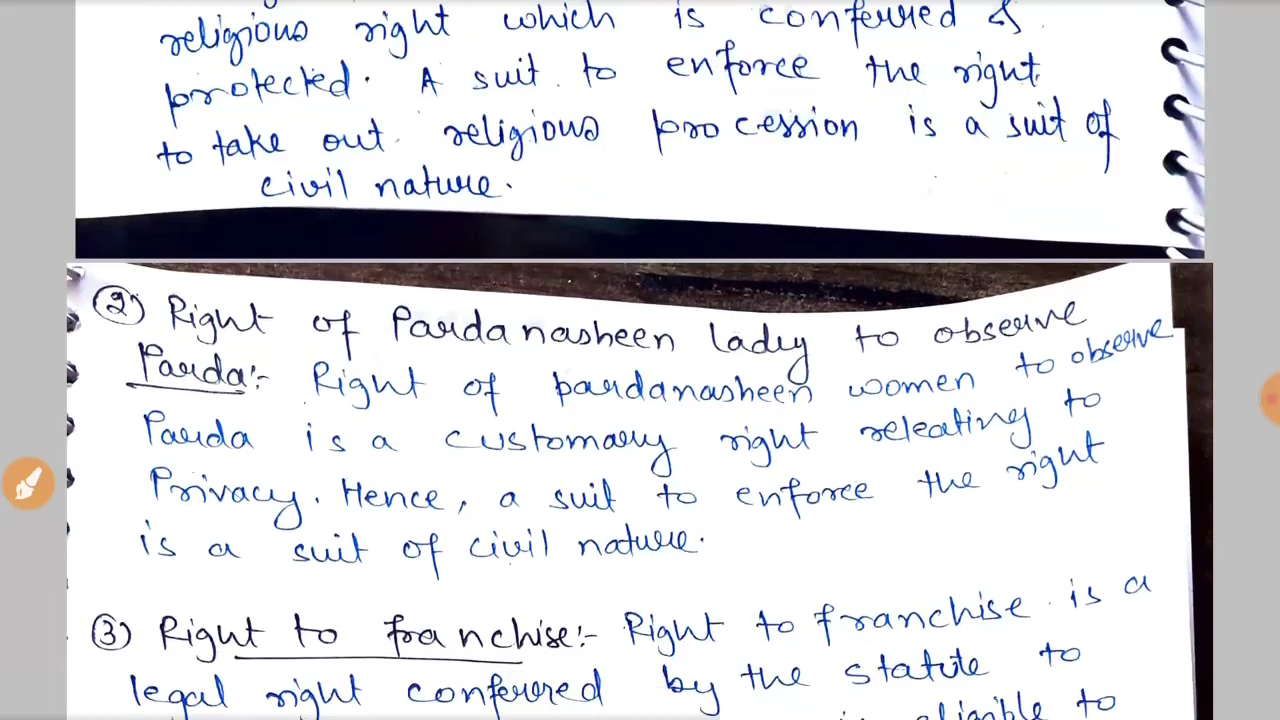 religious right which is conferred &
protected. A suit to enforce the right
to take out religious procession is a suit of
civil nature.
② Right of Pardanasheen lady to observe
Parda:- Right of pardanasheen women to observe
Parda is a customary right releating to
Privacy. Hence, a suit to enforce the right
is a suit of civil nature.
③ Right to franchise:- Right to franchise is a
legal right conferred by the statute to
is eligible to